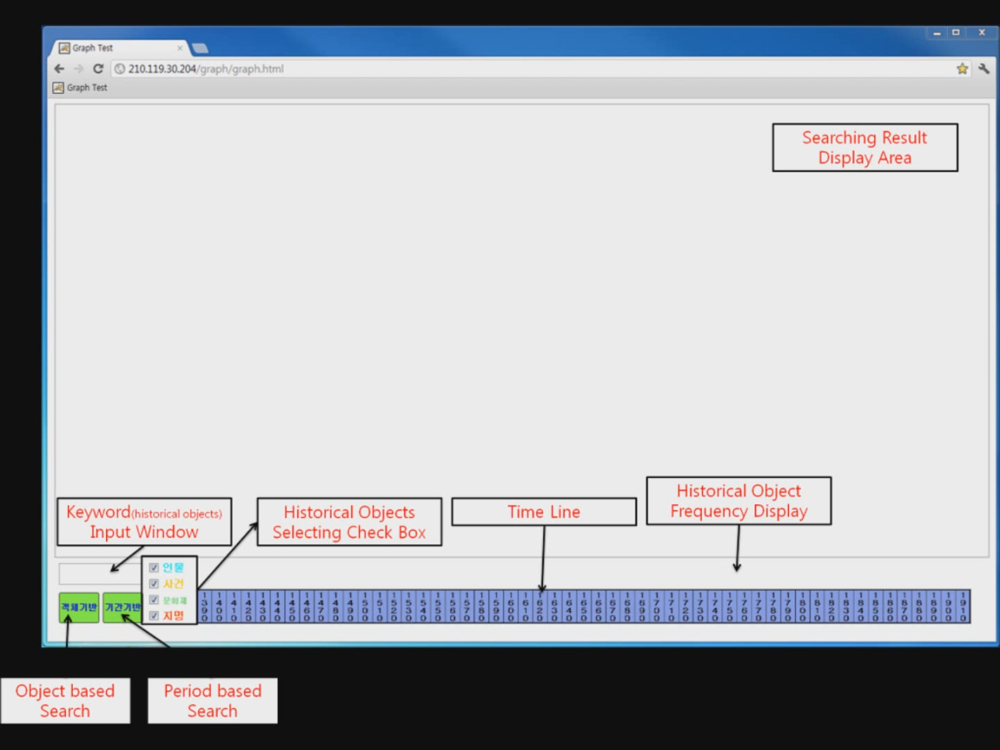 Graph Test
210.119.30.204/graph/graph.html
Graph Test
Searching Result
Display Area
Historical Object
Frequency Display
Keyword(historical objects)
Input Window
Historical Objects
Selecting Check Box
Time Line
인물
사건
문화재
지명
객체기반
기간기반
1390 1400 1410 1420 1430 1440 1450 1460 1470 1480 1490 1500 1510 1520 1530 1540 1550 1560 1570 1580 1590 1600 1610 1620 1630 1640 1650 1660 1670 1680 1690 1700 1710 1720 1730 1740 1750 1760 1770 1780 1790 1800 1810 1820 1830 1840 1850 1860 1870 1880 1890 1900 1910
Object based
Search
Period based
Search